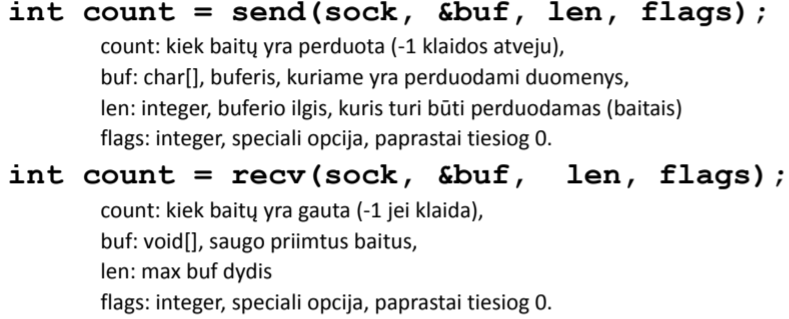 int count = send(sock, &buf, len, flags);
count: kiek baitų yra perduota (-1 klaidos atveju),
buf: char[], buferis, kuriame yra perduodami duomenys,
len: integer, buferio ilgis, kuris turi būti perduodamas (baitais)
flags: integer, speciali opcija, paprastai tiesiog 0.
int count = recv(sock, &buf, len, flags);
count: kiek baitų yra gauta (-1 jei klaida),
buf: void[], saugo priimtus baitus,
len: max buf dydis
flags: integer, speciali opcija, paprastai tiesiog 0.